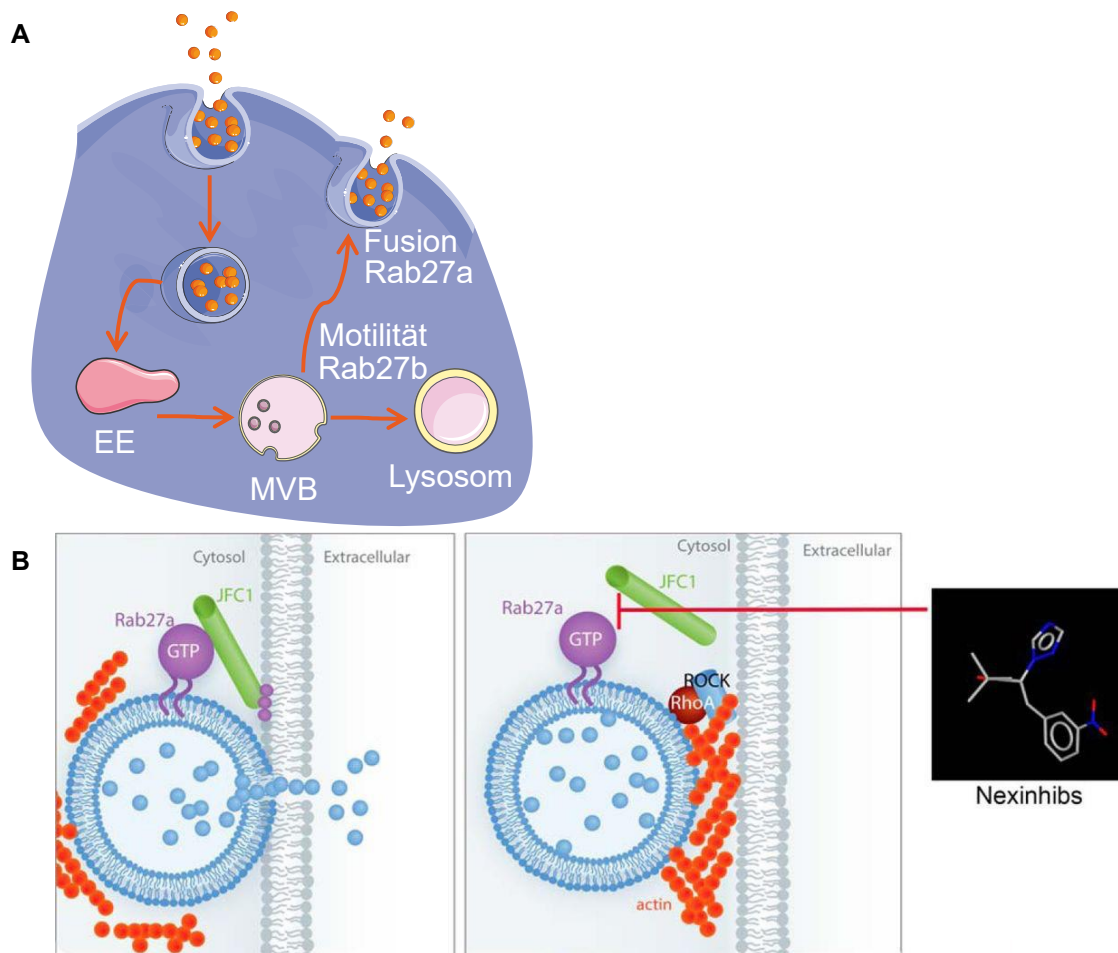 A
Fusion
Rab27a
Motilität
Rab27b
EE
MVB
Lysosom
B
Cytosol
Extracellular
JFC1
Rab27a
GTP
Cytosol
Extracellular
JFC1
Rab27a
GTP
ROCK
RhoA
actin
Nexinhibs